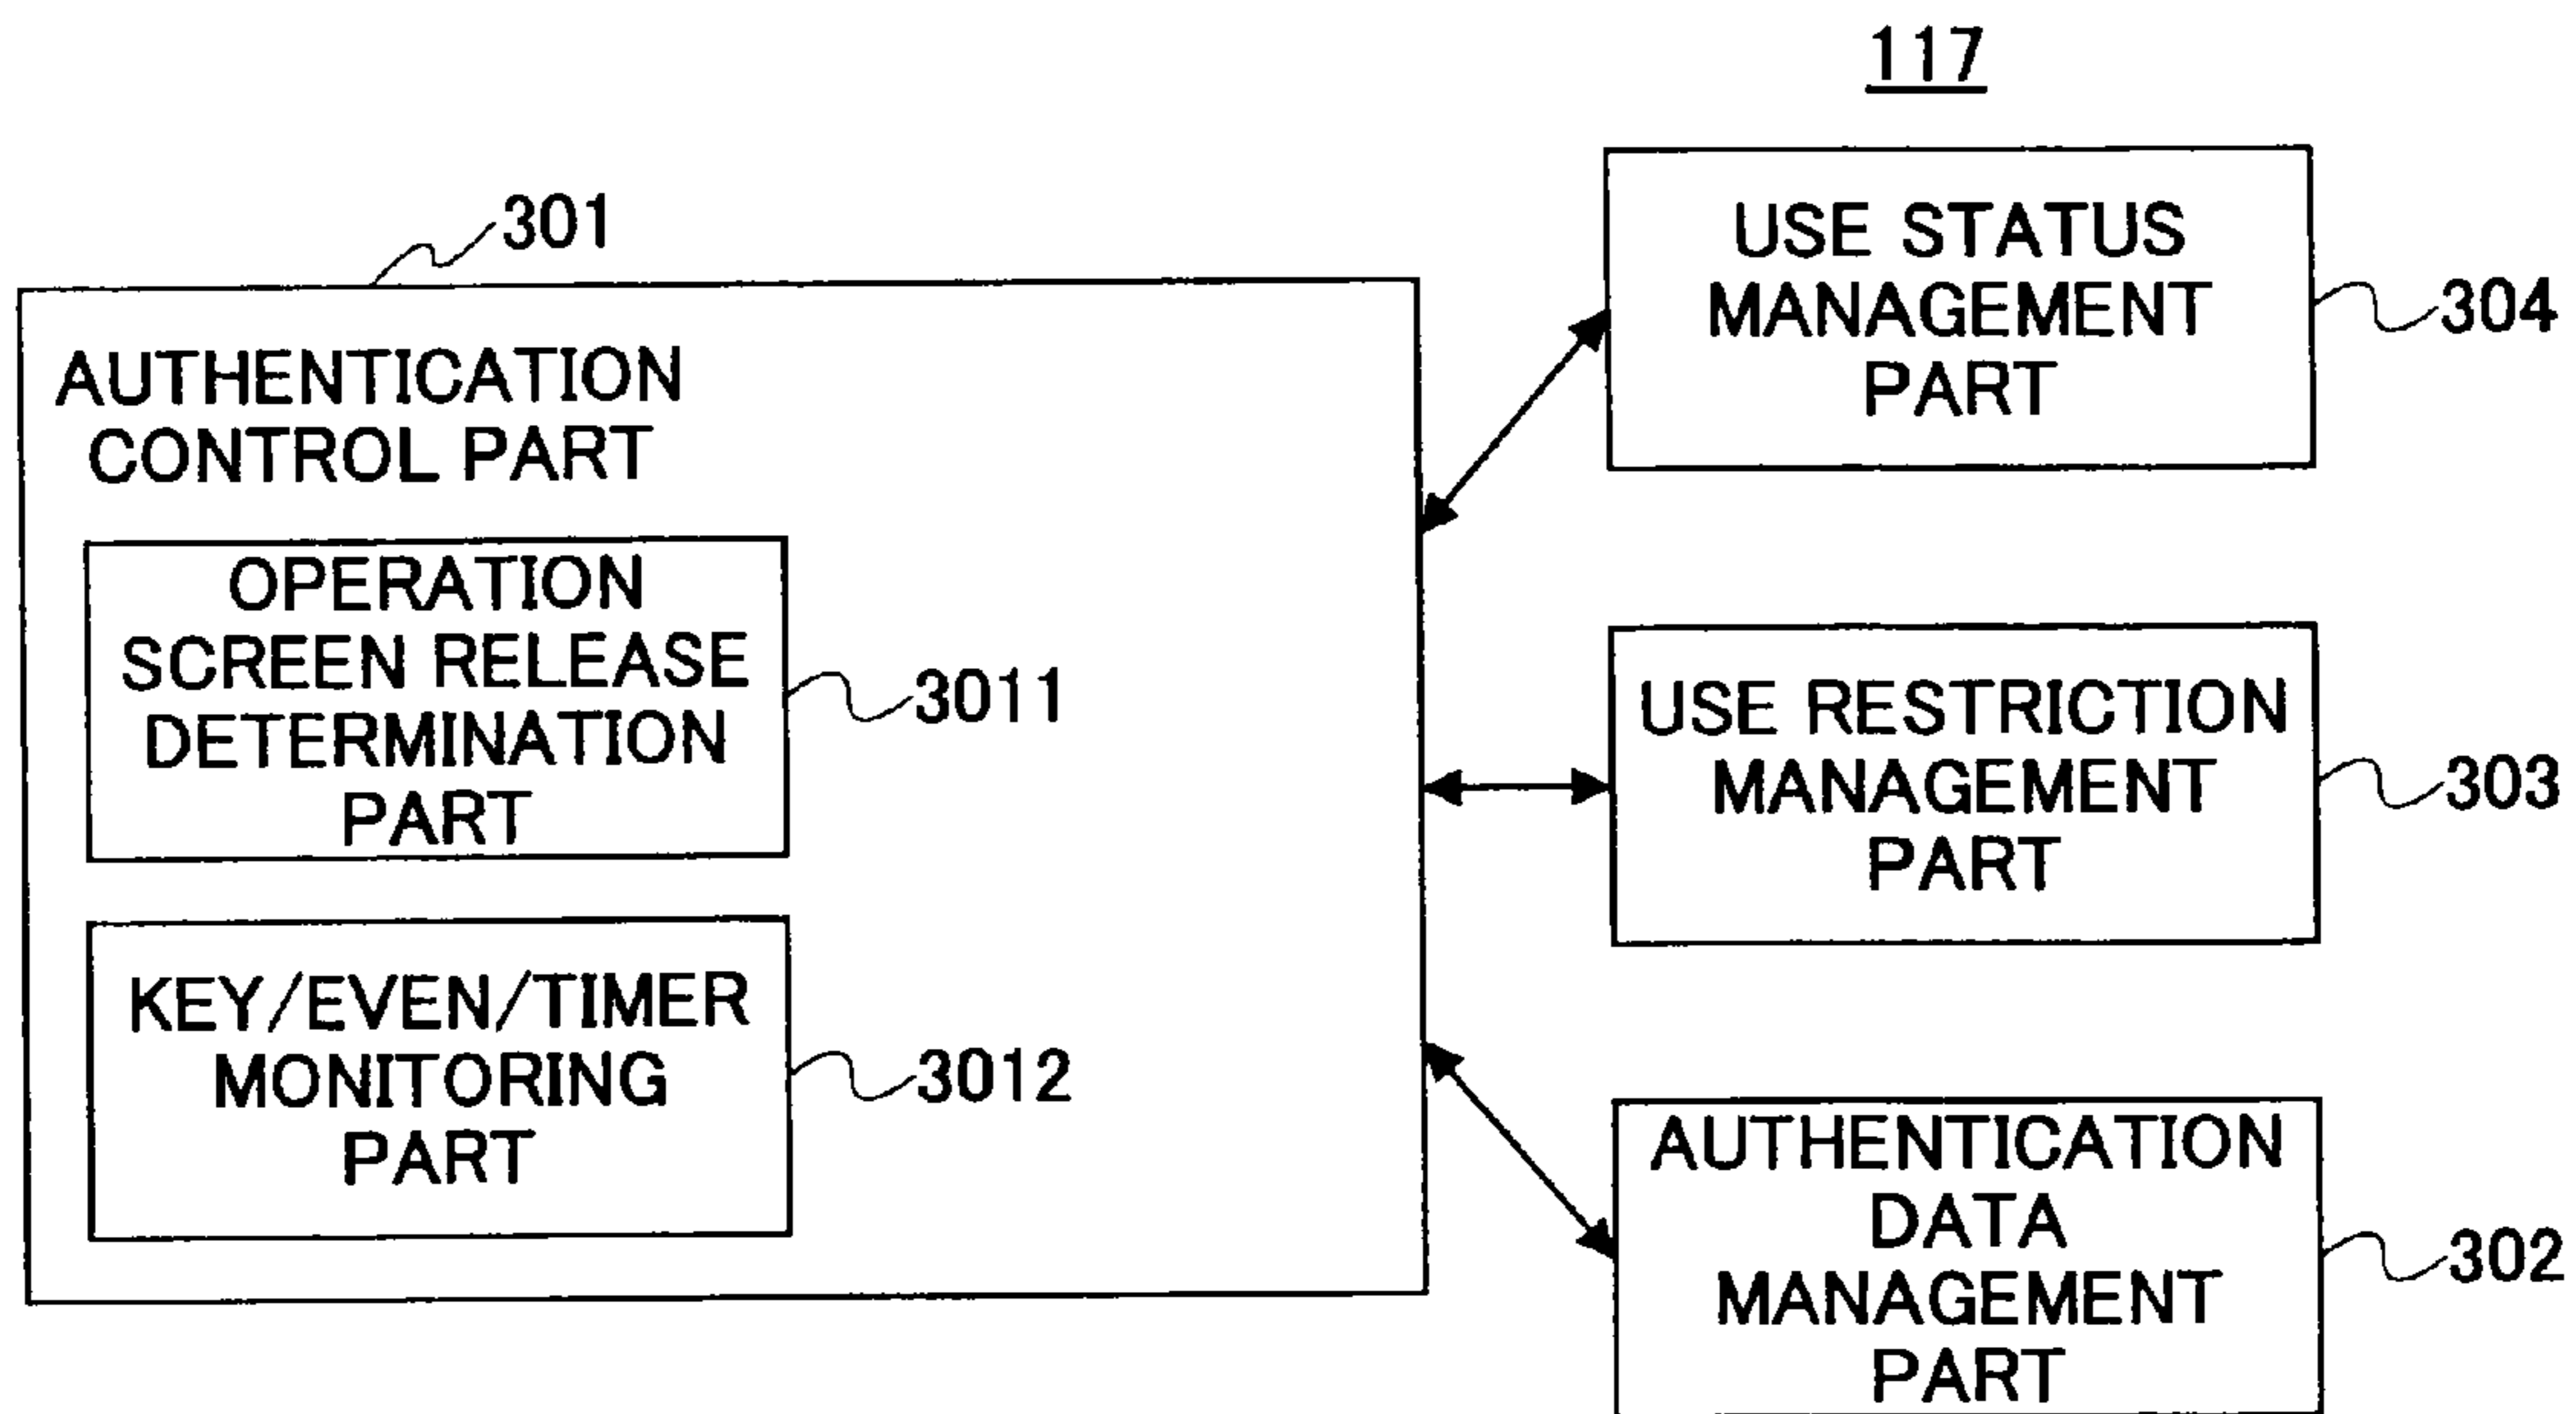 117
301
AUTHENTICATION
CONTROL PART
OPERATION
SCREEN RELEASE
DETERMINATION
PART
3011
KEY/EVEN/TIMER
MONITORING
PART
3012
USE STATUS
MANAGEMENT
PART
304
USE RESTRICTION
MANAGEMENT
PART
303
AUTHENTICATION
DATA
MANAGEMENT
PART
302